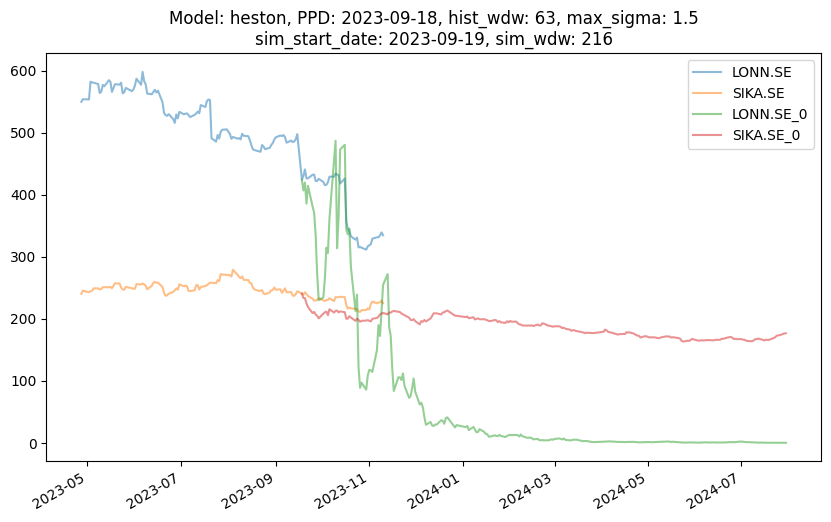 Model: heston, PPD: 2023-09-18, hist_wdw: 63, max_sigma: 1.5
sim_start_date: 2023-09-19, sim_wdw: 216
LONN.SE
SIKA.SE
LONN.SE_0
SIKA.SE_0
600
500
400
300
200
100
0
2023-05
2023-07
2023-09
2023-11
2024-01
2024-03
2024-05
2024-07